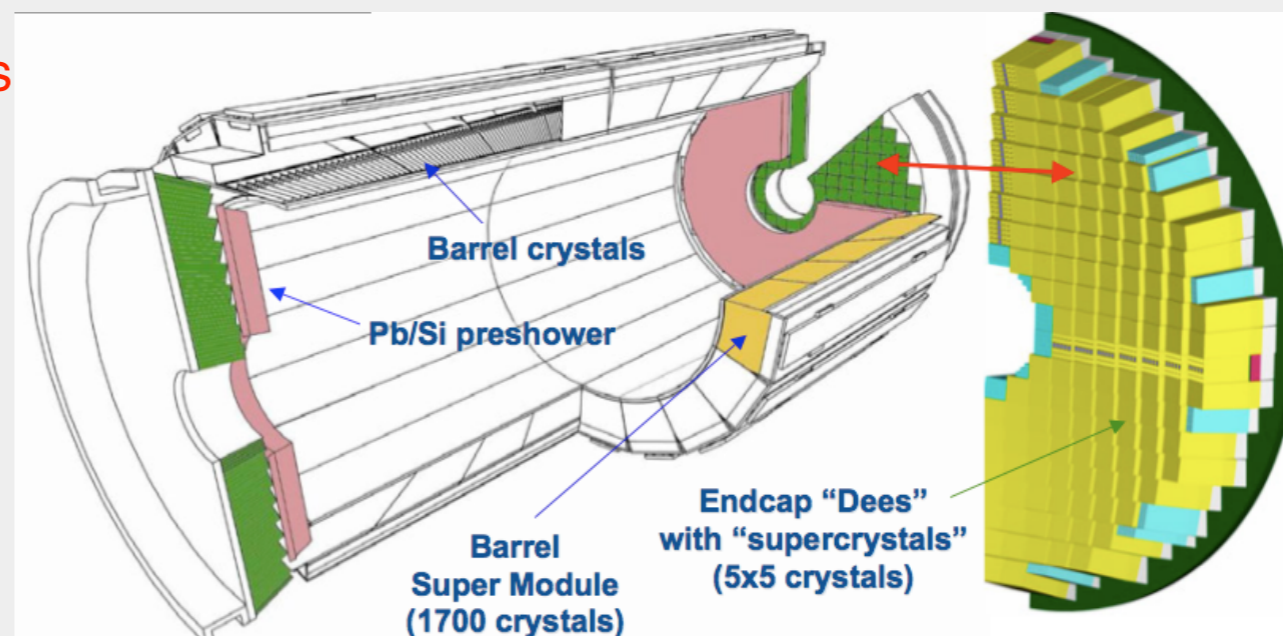 s
Barrel crystals
Pb/Si preshower
Barrel
Super Module
(1700 crystals)
Endcap “Dees”
with “supercrystals”
(5x5 crystals)